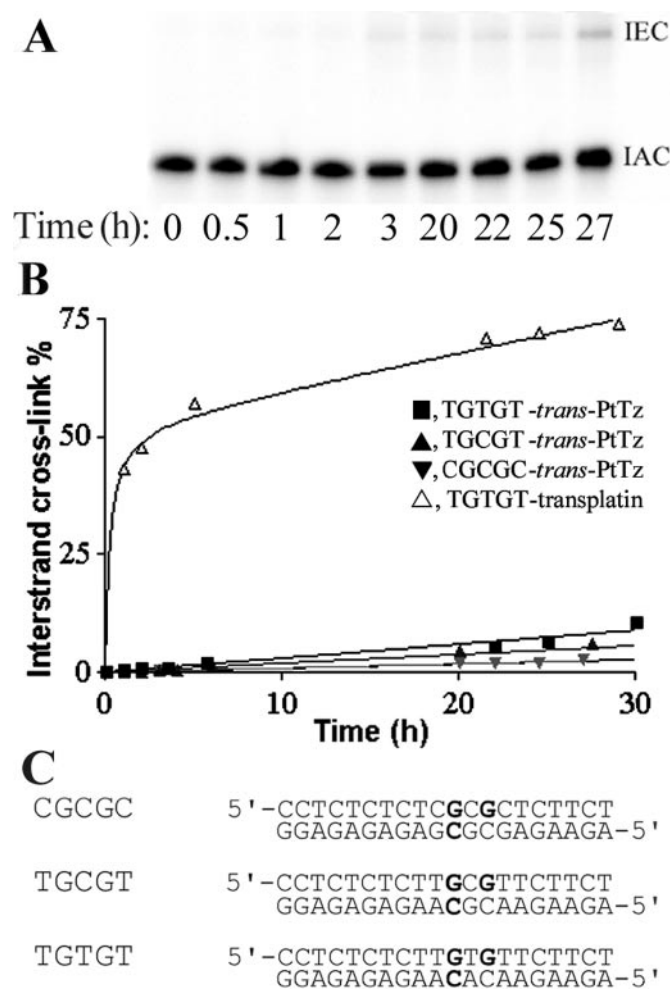 A
IEC
IAC
Time (h): 0 0.5 1 2 3 20 22 25 27
B
Interstrand cross-link %
75
50
25
0
■, TGTGT -trans-PtTz
▲, TGCGT -trans-PtTz
▼, CGCGC-trans-PtTz
△, TGTGT-transplatin
0 10 20 30
Time (h)
C
CGCGC 5'-CCTCTCTCTCGCGCTCTTCT
GGAGAGAGAGCGCGAGAAGA-5'
TGCGT 5'-CCTCTCTCTTGCGTTCTTCT
GGAGAGAGAACGCAAGAAGA-5'
TGTGT 5'-CCTCTCTCTTGTGTTCTTCT
GGAGAGAGAACACAAGAAGA-5'